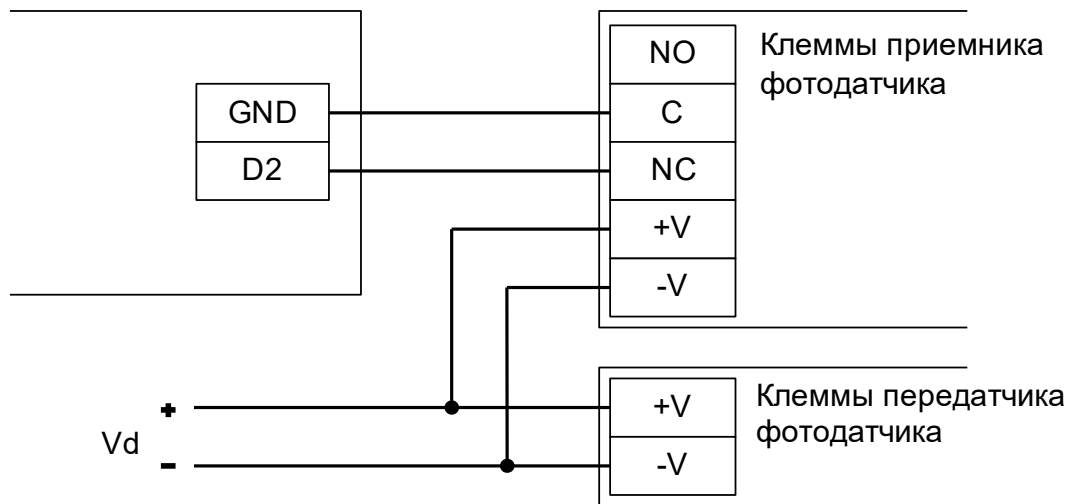 NO
Клеммы приемника
фотодатчика
GND
C
D2
NC
+V
-V
+V
Клеммы передатчика
фотодатчика
+
Vd
-
-V